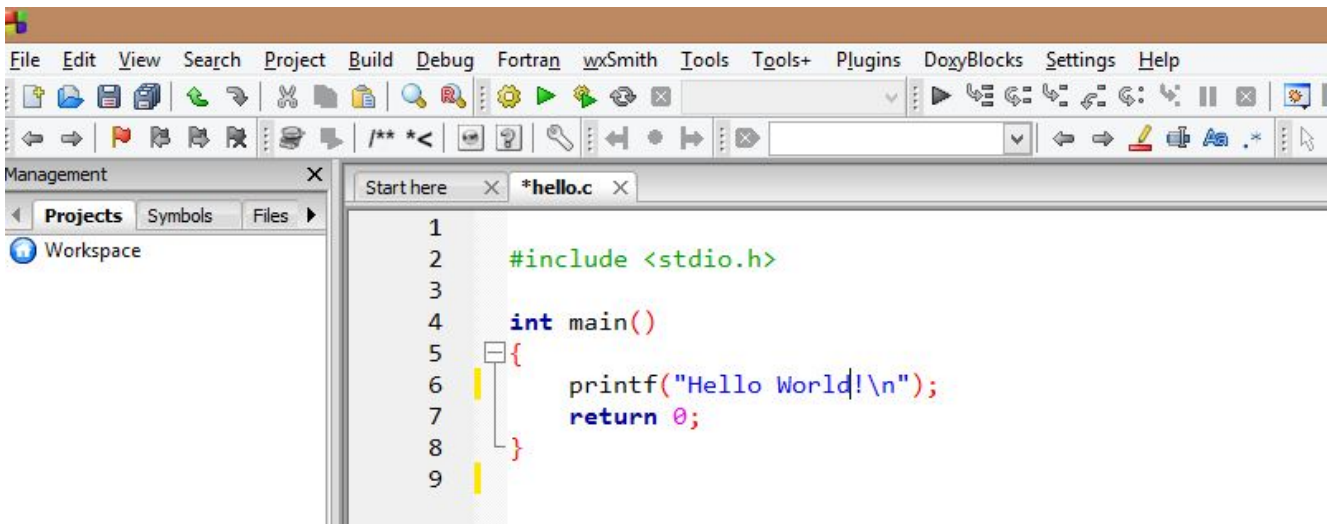 File Edit View Search Project Build Debug Fortran wxSmith Tools Tools+ Plugins DoxyBlocks Settings Help
/** *<
Management
Projects Symbols Files
Workspace
Start here *hello.c
1
2 #include <stdio.h>
3
4 int main()
5 {
6 printf("Hello World!\n");
7 return 0;
8 }
9